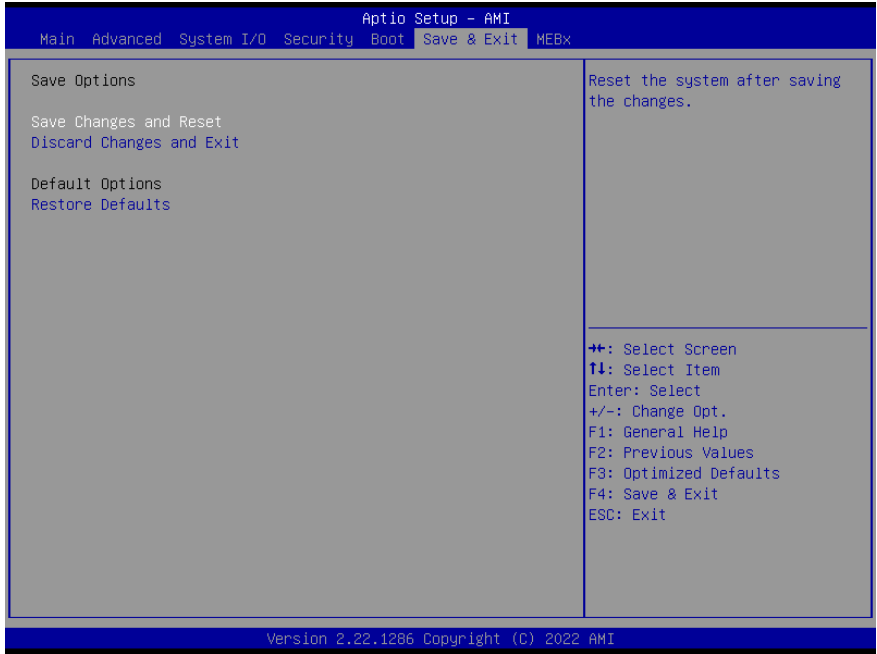 Aptio Setup – AMI
Main Advanced System I/O Security Boot Save & Exit MEBx
Save Options
Save Changes and Reset
Discard Changes and Exit
Default Options
Restore Defaults
Reset the system after saving
the changes.
→←: Select Screen
↑↓: Select Item
Enter: Select
+/-: Change Opt.
F1: General Help
F2: Previous Values
F3: Optimized Defaults
F4: Save & Exit
ESC: Exit
Version 2.22.1286 Copyright (C) 2022 AMI